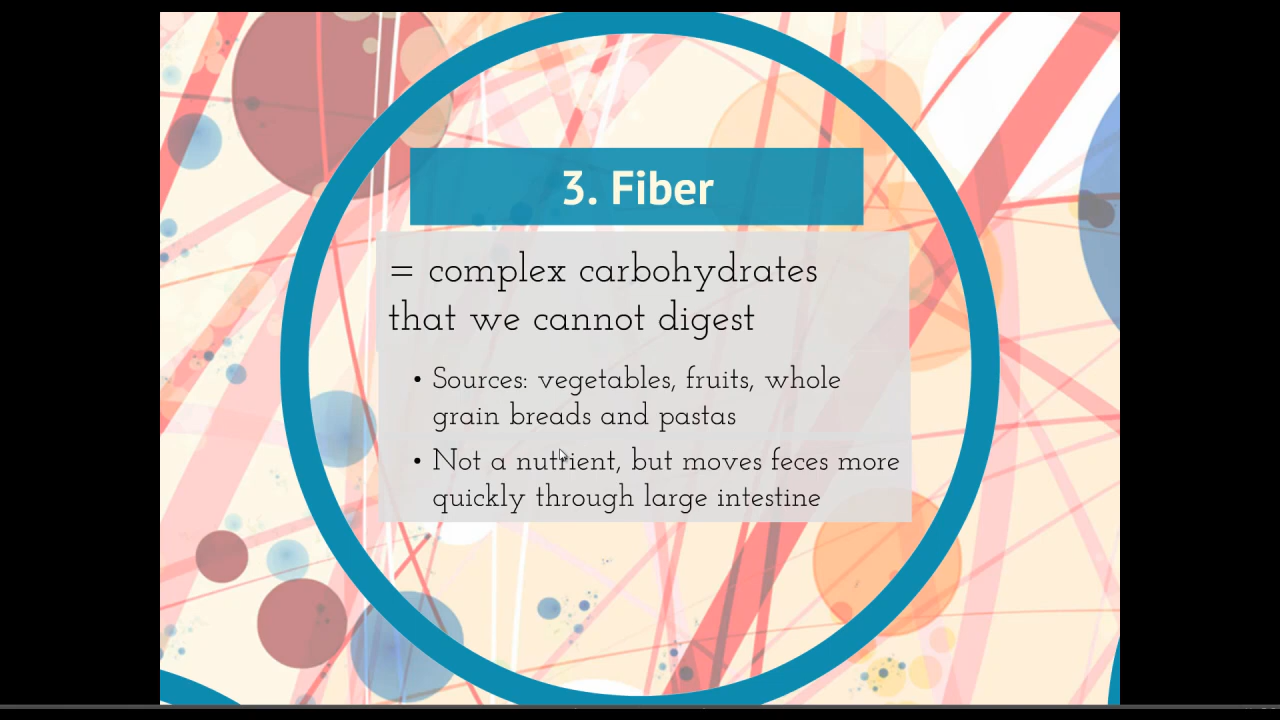 3. Fiber
= complex carbohydrates
that we cannot digest
• Sources: vegetables, fruits, whole
grain breads and pastas
• Not a nutrient, but moves feces more
quickly through large intestine